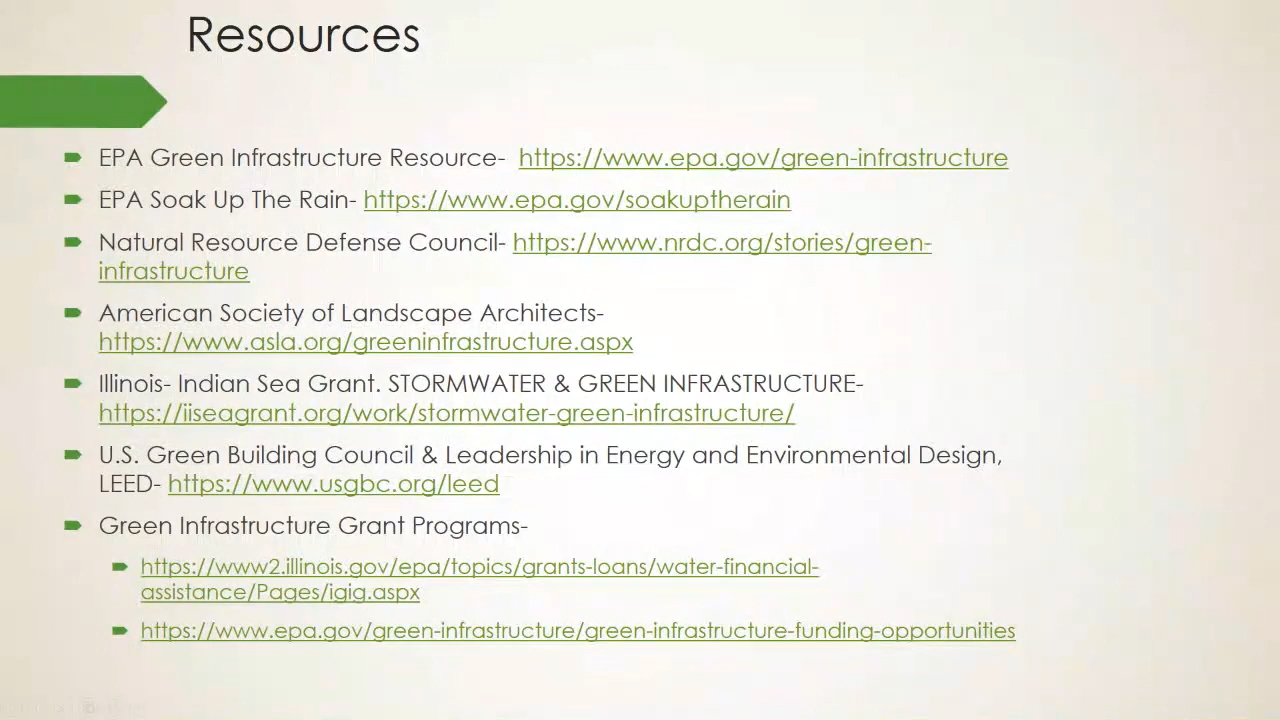 Resources
EPA Green Infrastructure Resource- https://www.epa.gov/green-infrastructure
EPA Soak Up The Rain- https://www.epa.gov/soakuptherain
Natural Resource Defense Council- https://www.nrdc.org/stories/green-
infrastructure
American Society of Landscape Architects-
https://www.asla.org/greeninfrastructure.aspx
Illinois- Indian Sea Grant. STORMWATER & GREEN INFRASTRUCTURE-
https://iiseagrant.org/work/stormwater-green-infrastructure/
U.S. Green Building Council & Leadership in Energy and Environmental Design,
LEED- https://www.usgbc.org/leed
Green Infrastructure Grant Programs-
https://www2.illinois.gov/epa/topics/grants-loans/water-financial-
assistance/Pages/igig.aspx
https://www.epa.gov/green-infrastructure/green-infrastructure-funding-opportunities